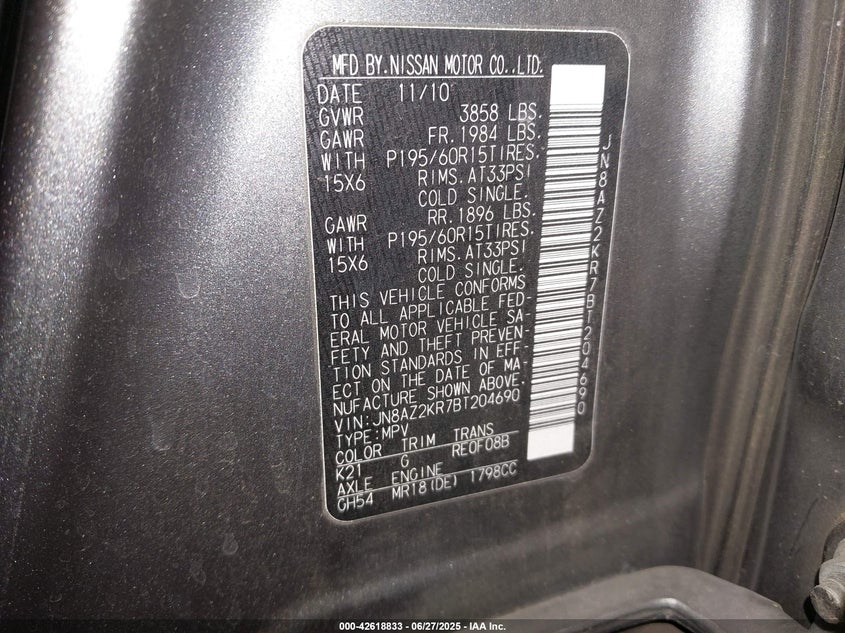 MFD BY.NISSAN MOTOR CO.,LTD.
DATE 11/10
GVWR 3858 LBS.
GAWR FR.1984 LBS.
WITH P195/60R15TIRES.
15X6 RIMS.AT33PSI
COLD SINGLE.
GAWR RR.1896 LBS.
WITH P195/60R15TIRES.
15X6 RIMS.AT33PSI
COLD SINGLE.
THIS VEHICLE CONFORMS
TO ALL APPLICABLE FED-
ERAL MOTOR VEHICLE SA-
FETY AND THEFT PREVEN-
TION STANDARDS IN EFF-
ECT ON THE DATE OF MA-
NUFACTURE SHOWN ABOVE.
VIN:JN8AZ2KR7BT204690
TYPE:MPV
COLOR TRIM TRANS
K21 G RE0F08B
AXLE ENGINE
GH54 MR18(DE) 1798CC
JN8AZ2KR7BT204690
000-42618833 - 06/27/2025 - IAA Inc.